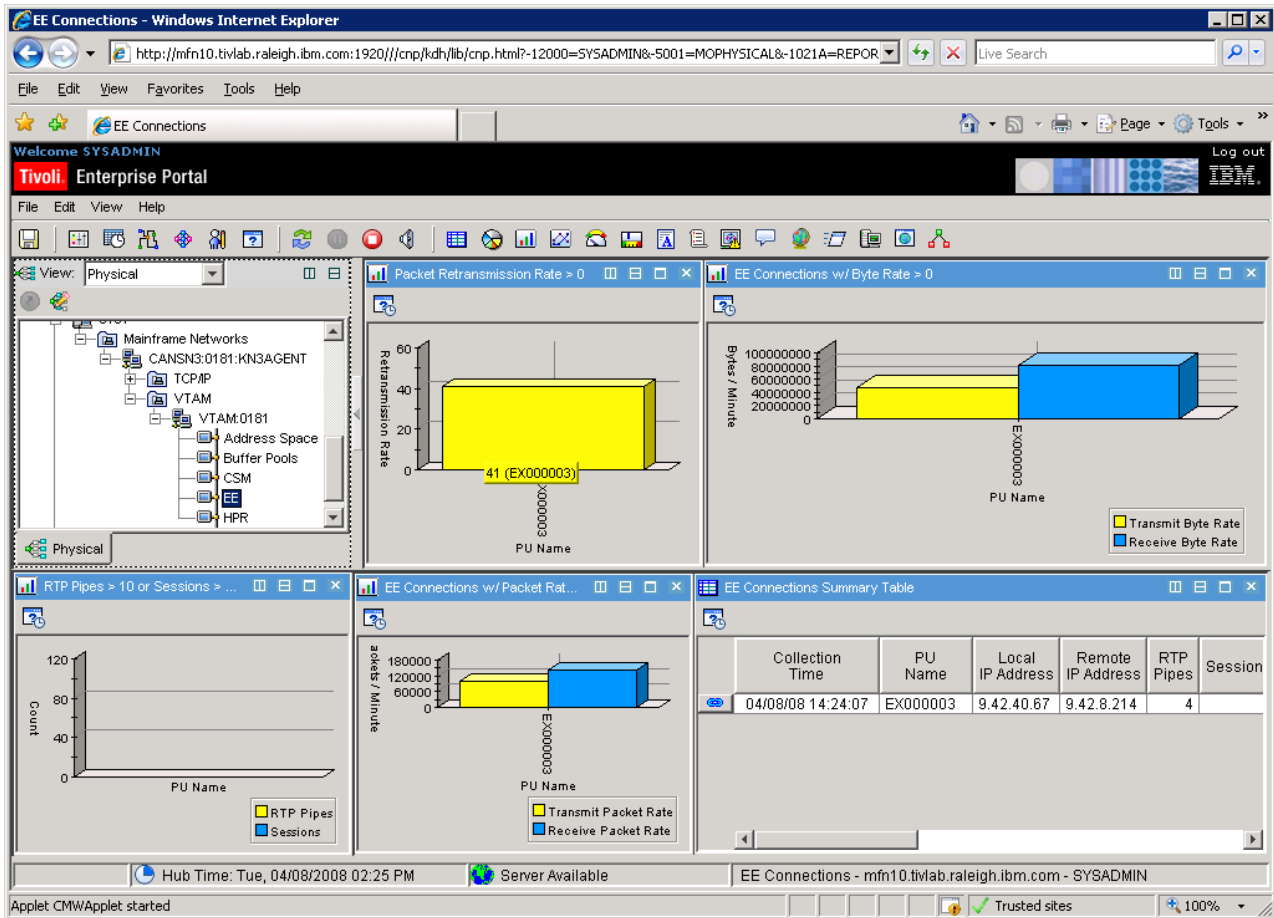 EE Connections - Windows Internet Explorer
http://mfn10.tivlab.raleigh.ibm.com:1920///cnp/kdh/lib/cnp.html?-12000=SYSADMIN&-5001=MOPHYSICAL&-1021A=REPOR
Live Search
File Edit View Favorites Tools Help
EE Connections
Page Tools »
Welcome SYSADMIN
Log out
Tivoli. Enterprise Portal
IBM.
File Edit View Help
View: Physical
Mainframe Networks
CANSN3:0181:KN3AGENT
TCP/IP
VTAM
VTAM:0181
Address Space
Buffer Pools
CSM
EE
HPR
Physical
Packet Retransmission Rate > 0
Retransmission Rate
60
40
20
0
41 (EX000003)
X000003
PU Name
EE Connections w/ Byte Rate > 0
Bytes / Minute
100000000
80000000
60000000
40000000
20000000
0
EX000003
PU Name
Transmit Byte Rate
Receive Byte Rate
RTP Pipes > 10 or Sessions > ...
Count
120
80
40
0
PU Name
RTP Pipes
Sessions
EE Connections w/ Packet Rat...
ackets / Minute
180000
120000
60000
0
EX000003
PU Name
Transmit Packet Rate
Receive Packet Rate
EE Connections Summary Table
Collection Time PU Name Local IP Address Remote IP Address RTP Pipes Session
04/08/08 14:24:07 EX000003 9.42.40.67 9.42.8.214 4
Hub Time: Tue, 04/08/2008 02:25 PM
Server Available
EE Connections - mfn10.tivlab.raleigh.ibm.com - SYSADMIN
Applet CMWApplet started
Trusted sites
100%